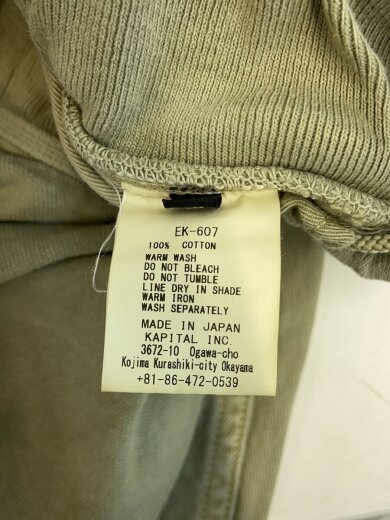 EK-607
100% COTTON
WARM WASH
DO NOT BLEACH
DO NOT TUMBLE
LINE DRY IN SHADE
WARM IRON
WASH SEPARATELY
MADE IN JAPAN
KAPITAL INC.
3672-10 Ogawa-cho
Kojima Kurashiki-city Okayama
+81-86-472-0539